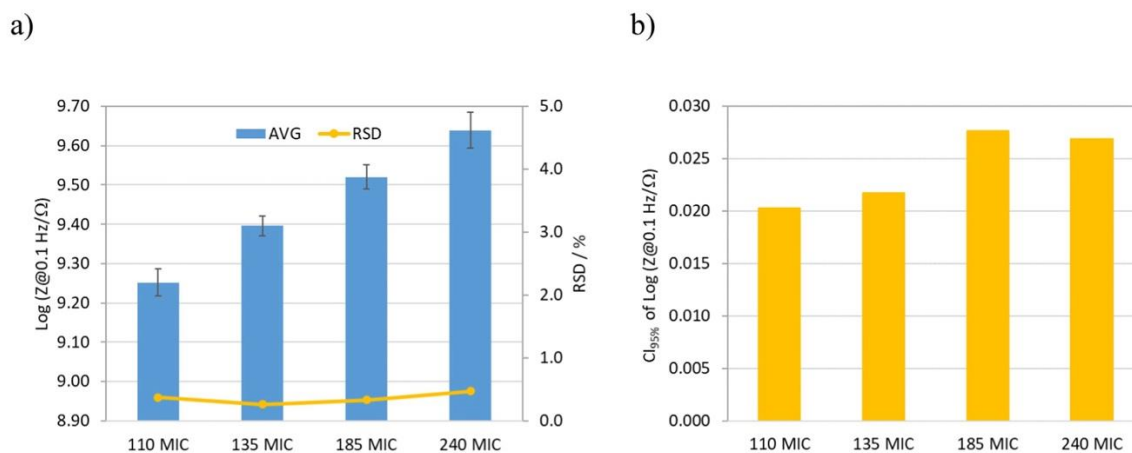 a)
Log (Z@0.1 Hz/Ω)
9.70
9.60
9.50
9.40
9.30
9.20
9.10
9.00
8.90
AVG
RSD
5.0
4.0
3.0
2.0
1.0
0.0
RSD / %
110 MIC
135 MIC
185 MIC
240 MIC
b)
CI95% of Log (Z@0.1 Hz/Ω)
0.030
0.025
0.020
0.015
0.010
0.005
0.000
110 MIC
135 MIC
185 MIC
240 MIC